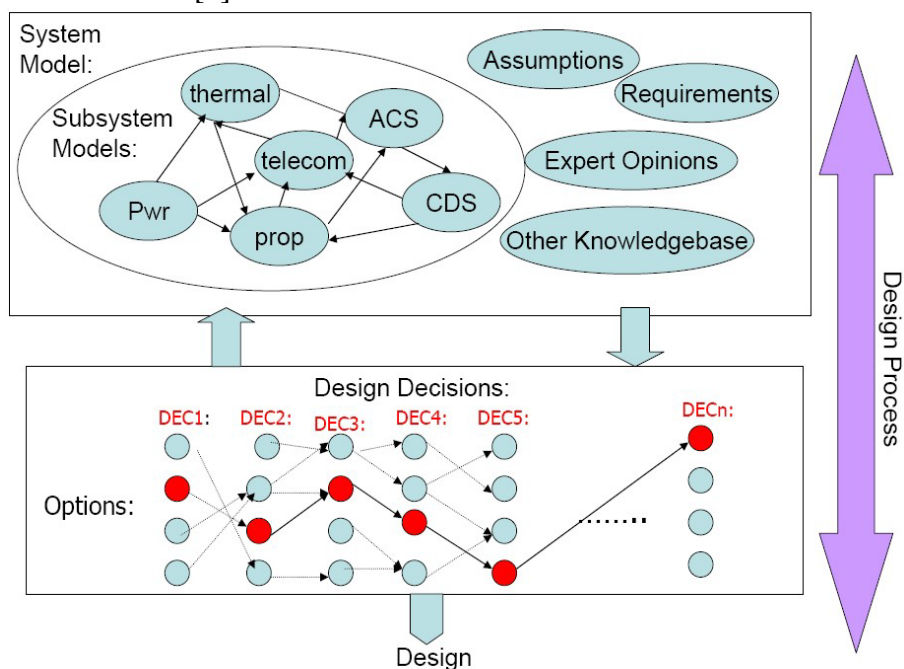 System
Model:
thermal
Subsystem
Models:
ACS
telecom
Pwr
CDS
prop
Assumptions
Requirements
Expert Opinions
Other Knowledgebase
Design Process
Design Decisions:
DEC1:
DEC2:
DEC3:
DEC4:
DEC5:
DECn:
Options:
........
Design